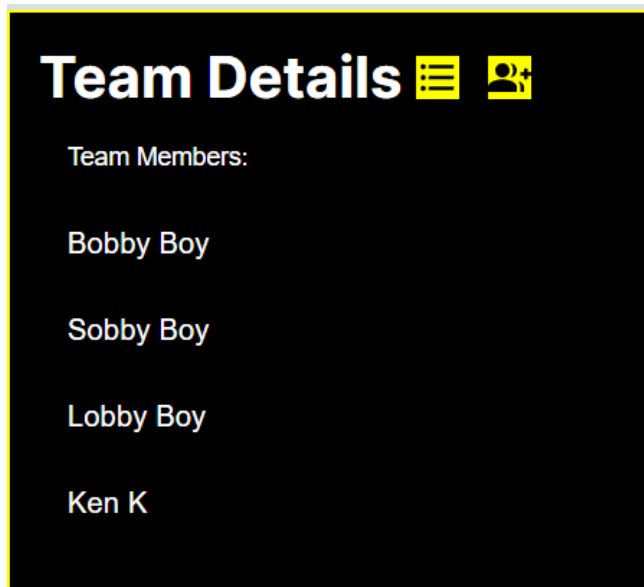 Team Details
Team Members:
Bobby Boy
Sobby Boy
Lobby Boy
Ken K